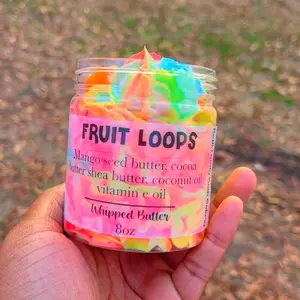 FRUIT LOOPS
Mango seed butter, cocoa
butter shea butter, coconut oil
vitamin e oil
Whipped Butter
8oz